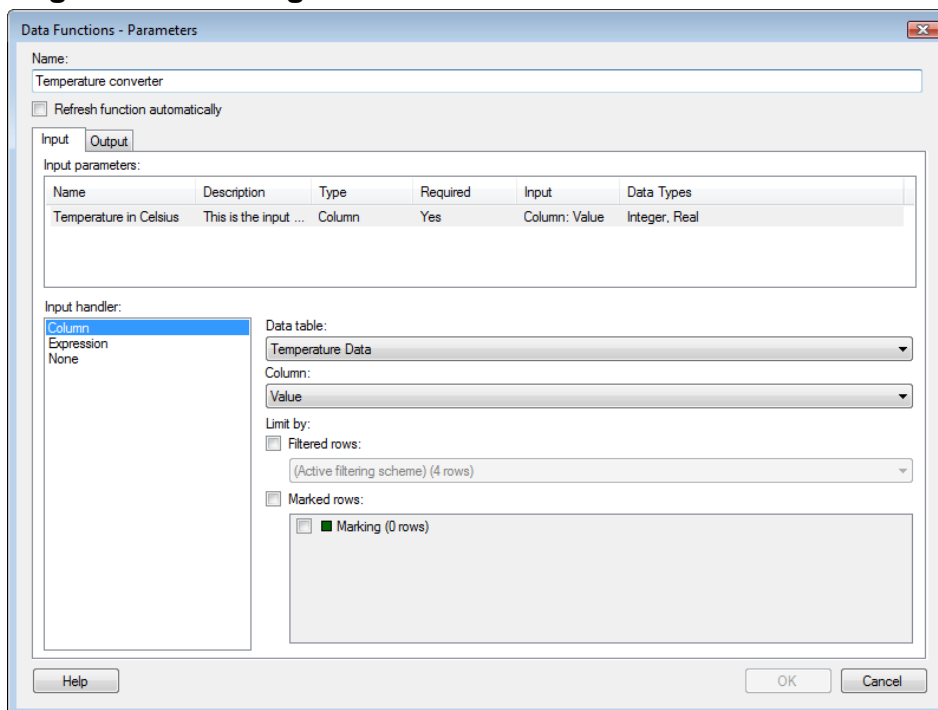 Data Functions - Parameters
Name:
Temperature converter
Refresh function automatically
Input Output
Input parameters:
Name Description Type Required Input Data Types
Temperature in Celsius This is the input ... Column Yes Column: Value Integer, Real
Input handler:
Column
Expression
None
Data table:
Temperature Data
Column:
Value
Limit by:
Filtered rows:
(Active filtering scheme) (4 rows)
Marked rows:
Marking (0 rows)
Help OK Cancel